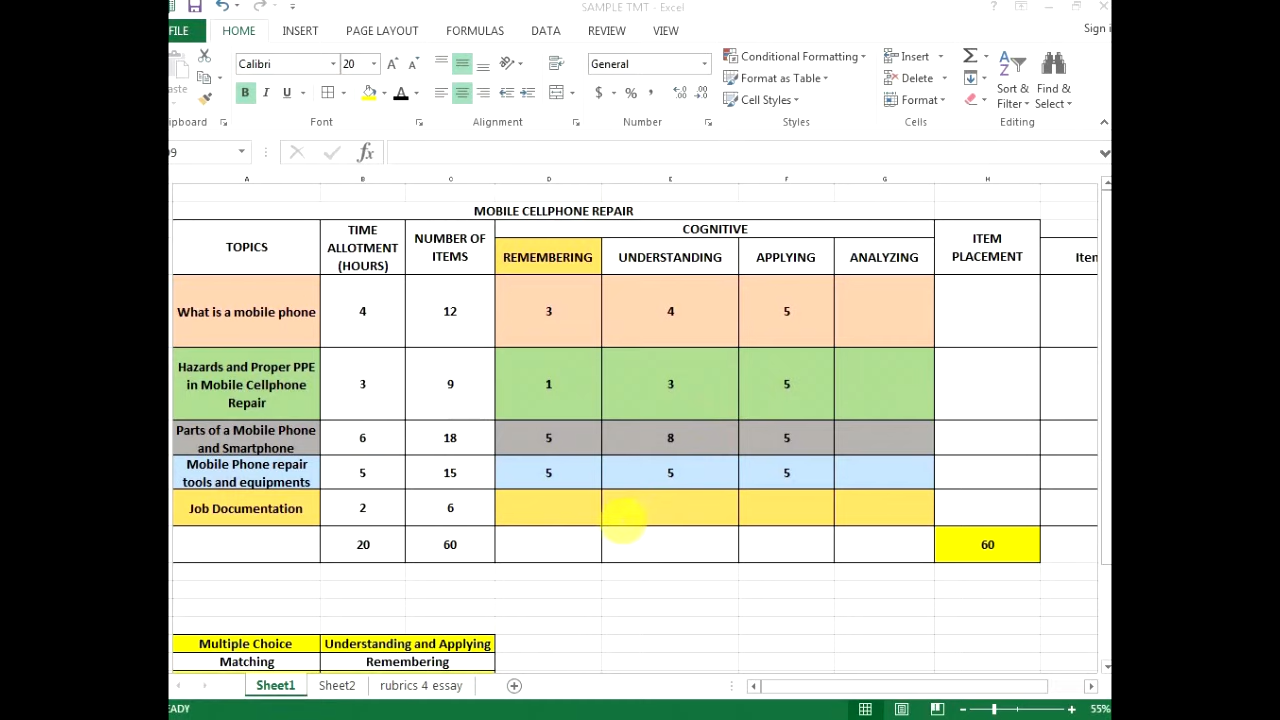 SAMPLE TMT - Excel
FILE HOME INSERT PAGE LAYOUT FORMULAS DATA REVIEW VIEW Sign i
Calibri 20 General Conditional Formatting Insert
aste Format as Table Delete Sort & Find &
B I U $ % , Cell Styles Format Filter Select
lipboard Font Alignment Number Styles Cells Editing
09 fx
A B C D E F G H
MOBILE CELLPHONE REPAIR
TOPICS
TIME
ALLOTMENT
(HOURS)
NUMBER OF
ITEMS
COGNITIVE
REMEMBERING UNDERSTANDING APPLYING ANALYZING
ITEM
PLACEMENT
Iten
What is a mobile phone 4 12 3 4 5
Hazards and Proper PPE
in Mobile Cellphone
Repair
3 9 1 3 5
Parts of a Mobile Phone
and Smartphone
6 18 5 8 5
Mobile Phone repair
tools and equipments
5 15 5 5 5
Job Documentation 2 6
20 60 60
Multiple Choice Understanding and Applying
Matching Remembering
Sheet1 Sheet2 rubrics 4 essay
EADY 55%